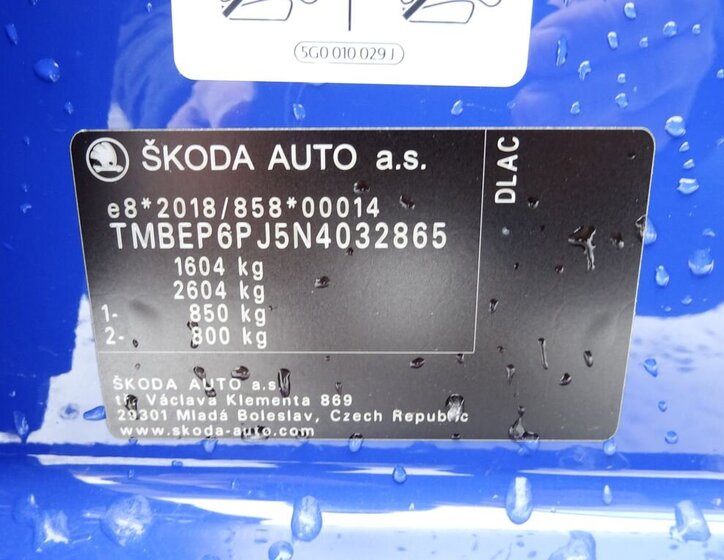 5G0 010 029 J
ŠKODA AUTO a.s.
DLAC
e8*2018/858*00014
TMBEP6PJ5N4032865
1604 kg
2604 kg
1- 850 kg
2- 800 kg
ŠKODA AUTO a.s.
tř. Václava Klementa 869
29301 Mladá Boleslav, Czech Republic
www.skoda-auto.com